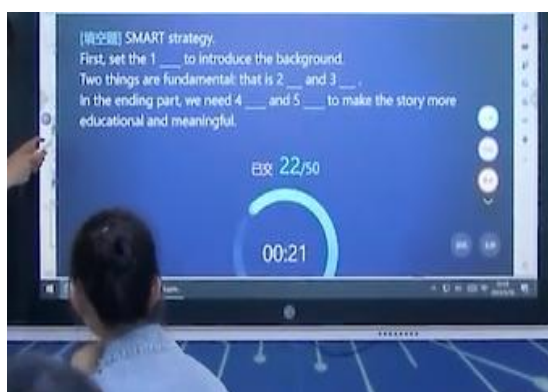 [填空题] SMART strategy.
First, set the 1 ___ to introduce the background.
Two things are fundamental: that is 2 __ and 3 __ .
In the ending part, we need 4 ___ and 5 ___ to make the story more
educational and meaningful.
已交 22/50
00:21